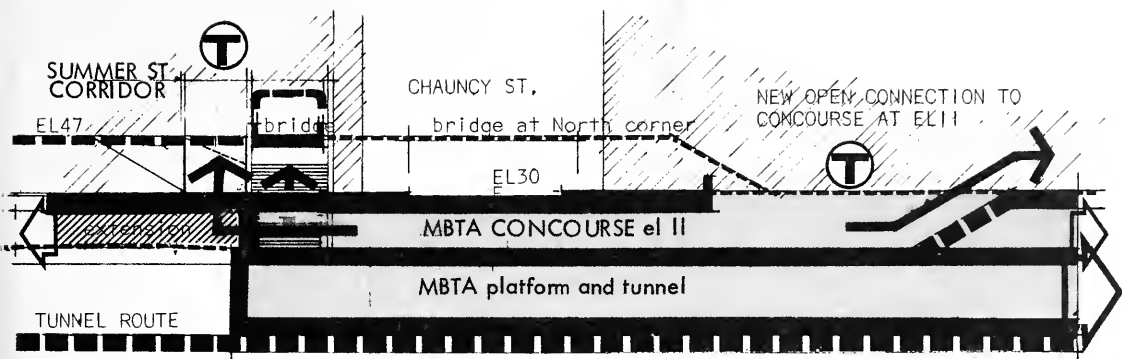 T
SUMMER ST.
CORRIDOR
CHAUNCY ST.
NEW OPEN CONNECTION TO
CONCOURSE AT EL11
EL47
bridge
bridge at North corner
T
EL30
extension
MBTA CONCOURSE el II
MBTA platform and tunnel
TUNNEL ROUTE